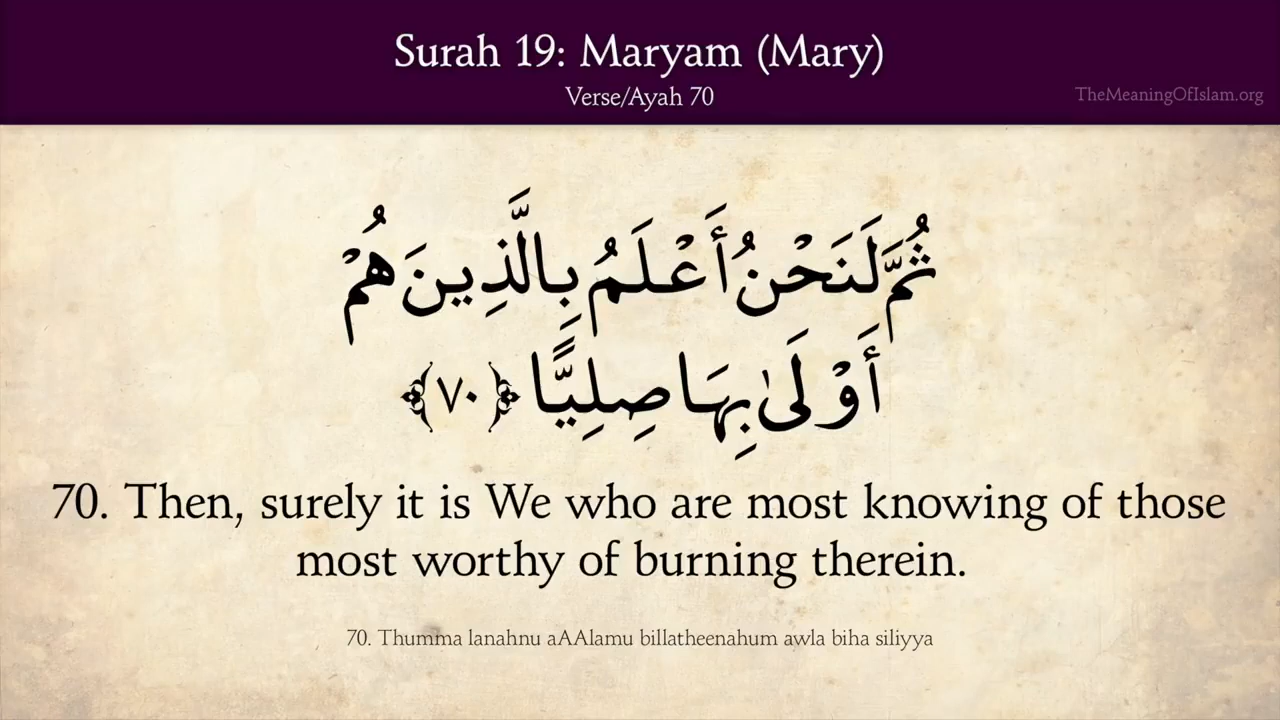 Surah 19: Maryam (Mary)
Verse/Ayah 70
TheMeaningOfIslam.org
ثُمَّ لَنَحْنُ أَعْلَمُ بِالَّذِينَ هُمْ
أَوْلَىٰ بِهَا صِلِيًّا ﴿٧٠﴾
70. Then, surely it is We who are most knowing of those
most worthy of burning therein.
70. Thumma lanahnu aAAlamu billatheenahum awla biha siliyya